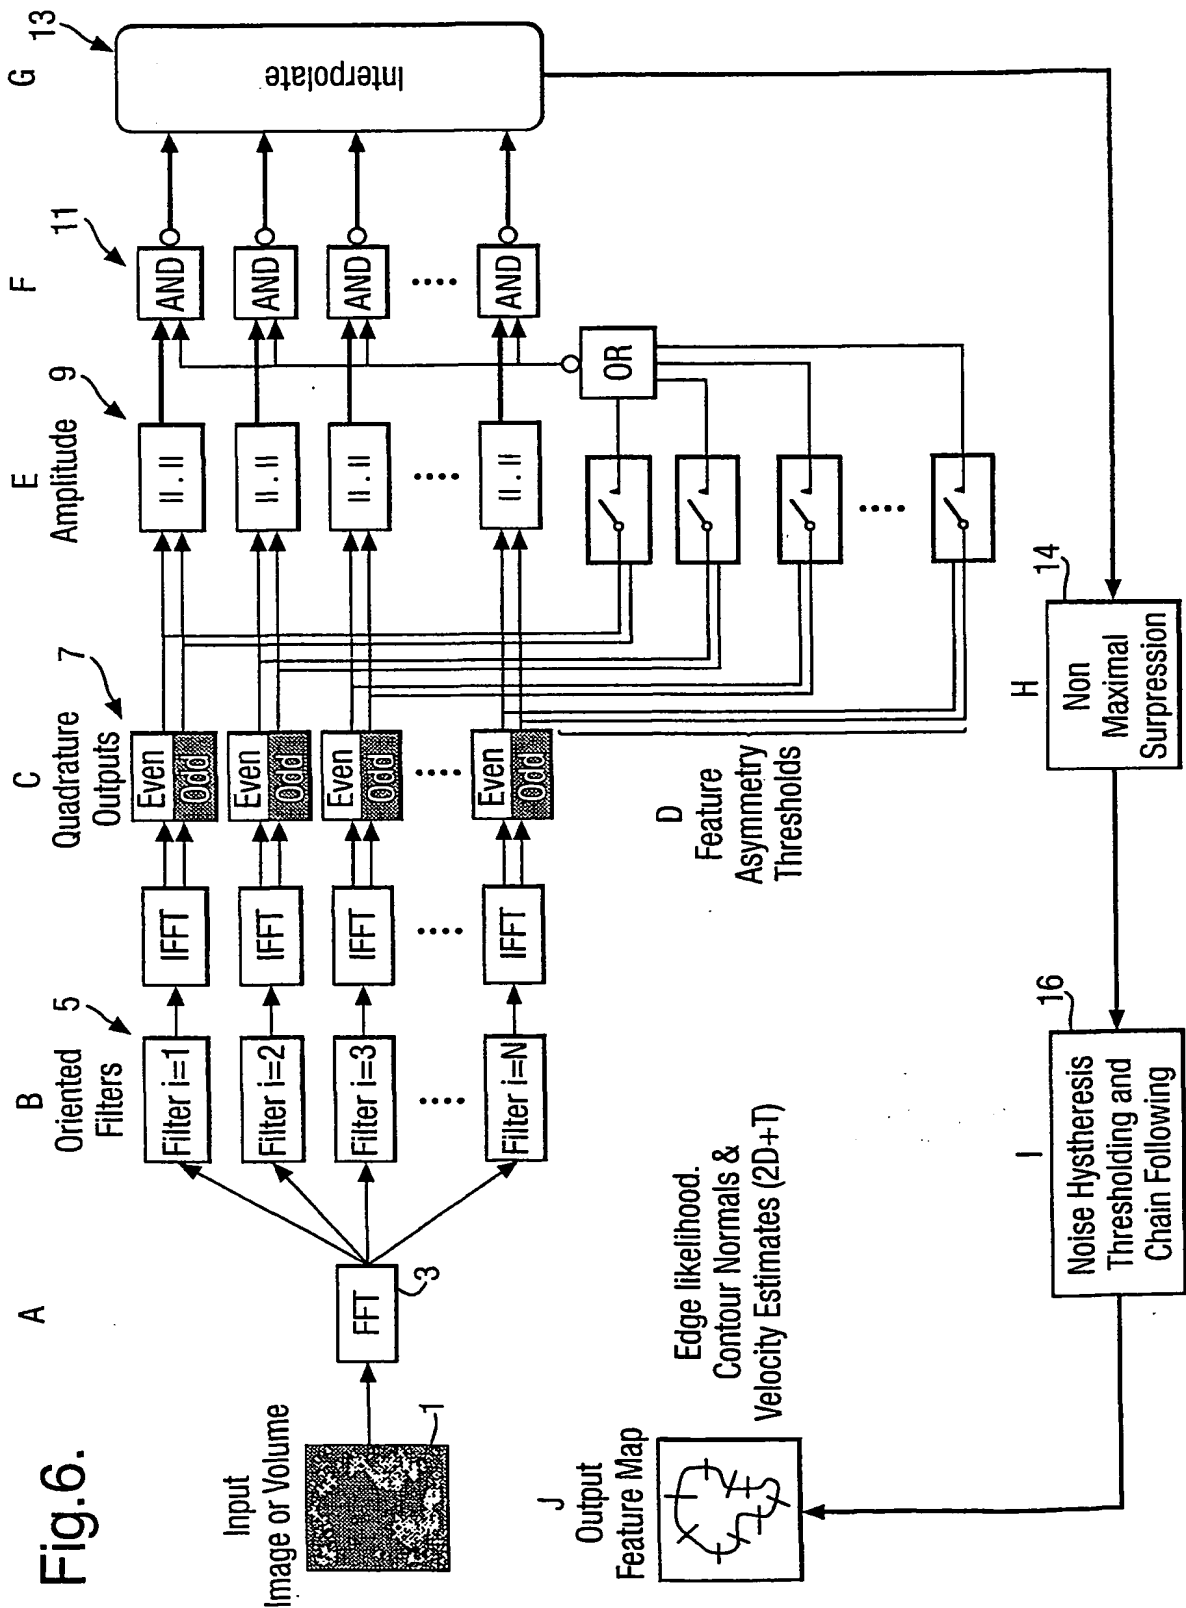 Fig.6.
Input
Image or Volume
1
A
FFT
3
B
Oriented
Filters
5
Filter i=1
Filter i=2
Filter i=3
....
Filter i=N
IFFT
IFFT
IFFT
....
IFFT
C
Quadrature
Outputs
7
Even
Odd
Even
Odd
Even
Odd
....
Even
Odd
D
Feature
Asymmetry
Thresholds
E
Amplitude
9
||.||
||.||
||.||
....
||.||
....
OR
F
11
AND
AND
AND
....
AND
G
13
Interpolate
H
14
Non
Maximal
Surpression
I
16
Noise Hystheresis
Thresholding and
Chain Following
J
Output
Feature Map
Edge likelihood.
Contour Normals &
Velocity Estimates (2D+T)